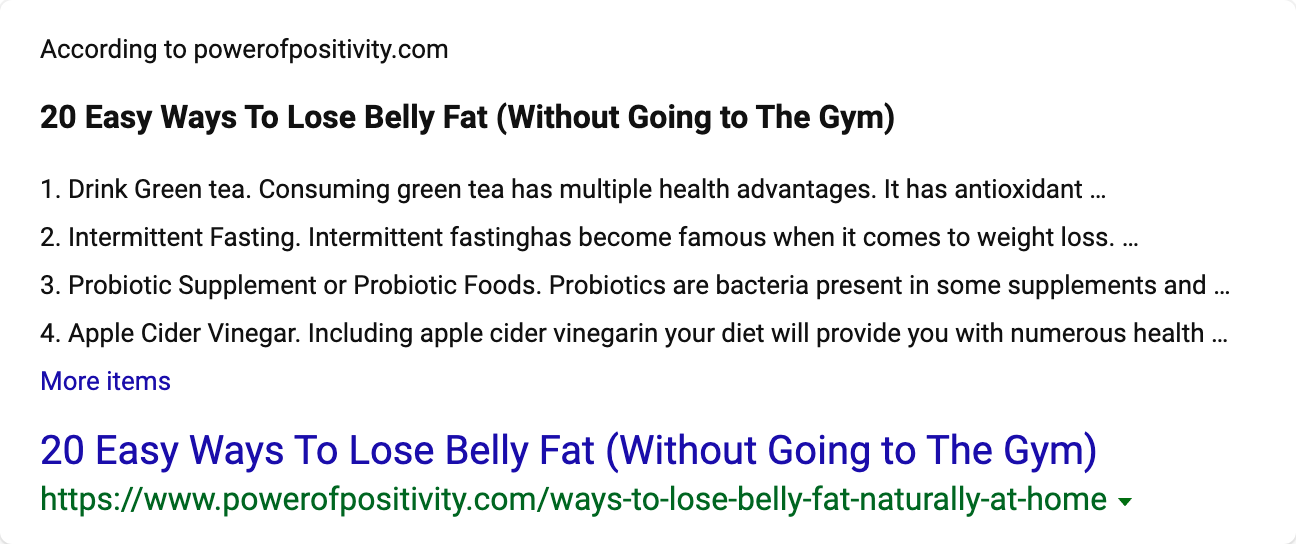 According to powerofpositivity.com
20 Easy Ways To Lose Belly Fat (Without Going to The Gym)
1. Drink Green tea. Consuming green tea has multiple health advantages. It has antioxidant ...
2. Intermittent Fasting. Intermittent fastinghas become famous when it comes to weight loss. ...
3. Probiotic Supplement or Probiotic Foods. Probiotics are bacteria present in some supplements and ...
4. Apple Cider Vinegar. Including apple cider vinegarin your diet will provide you with numerous health ...
More items
20 Easy Ways To Lose Belly Fat (Without Going to The Gym)
https://www.powerofpositivity.com/ways-to-lose-belly-fat-naturally-at-home